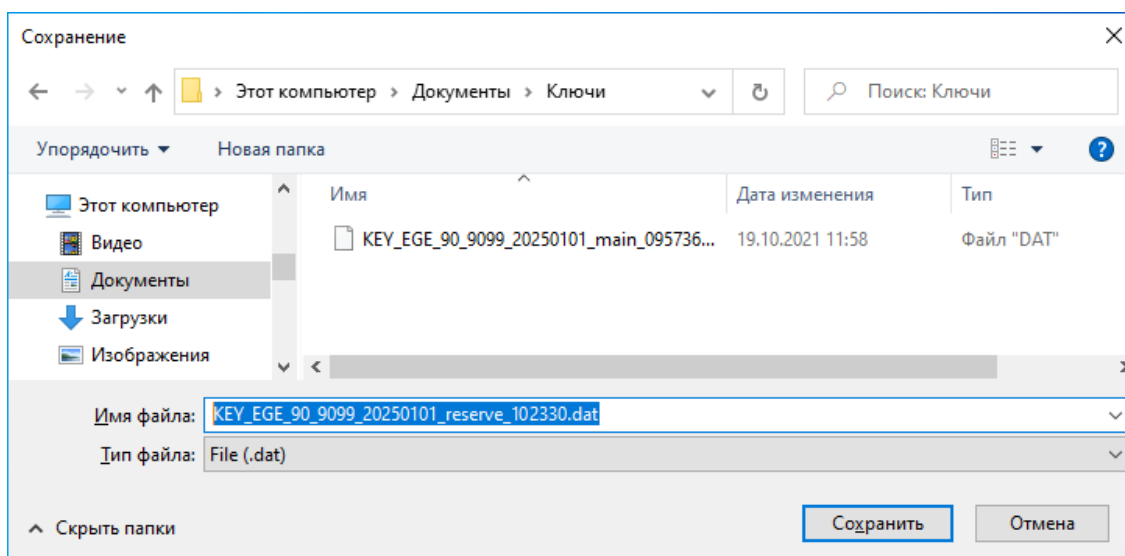 Сохранение
Этот компьютер > Документы > Ключи
Поиск: Ключи
Упорядочить
Новая папка
?
Этот компьютер
Видео
Документы
Загрузки
Изображения
Имя
Дата изменения
Тип
KEY_EGE_90_9099_20250101_main_095736...
19.10.2021 11:58
Файл "DAT"
Имя файла: KEY_EGE_90_9099_20250101_reserve_102330.dat
Тип файла: File (.dat)
Скрыть папки
Сохранить
Отмена